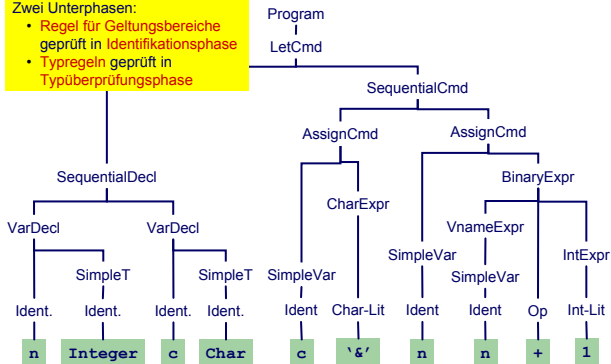 Zwei Unterphasen:
• Regel für Geltungsbereiche
geprüft in Identifikationsphase
• Typregeln geprüft in
Typüberprüfungsphase
Program
LetCmd
SequentialCmd
AssignCmd AssignCmd
SequentialDecl BinaryExpr
CharExpr
VarDecl VarDecl VnameExpr
SimpleVar IntExpr
SimpleT SimpleT SimpleVar SimpleVar
Ident. Ident. Ident. Ident. Ident Char-Lit Ident Ident Op Int-Lit
n Integer c Char c ‘&’ n n + 1